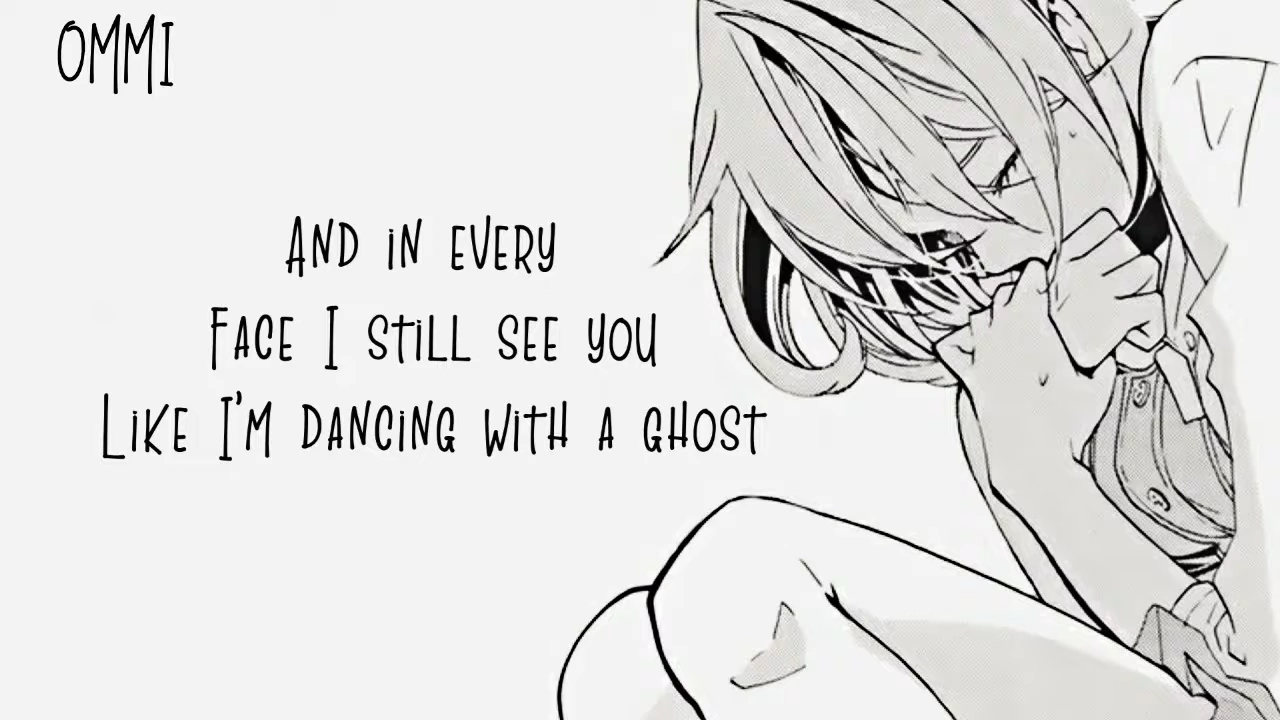 OMMI
AND iN EVERY
FACE I STiLL SEE YOU
LiKE I'M DANCiNG WiTH A GHOST